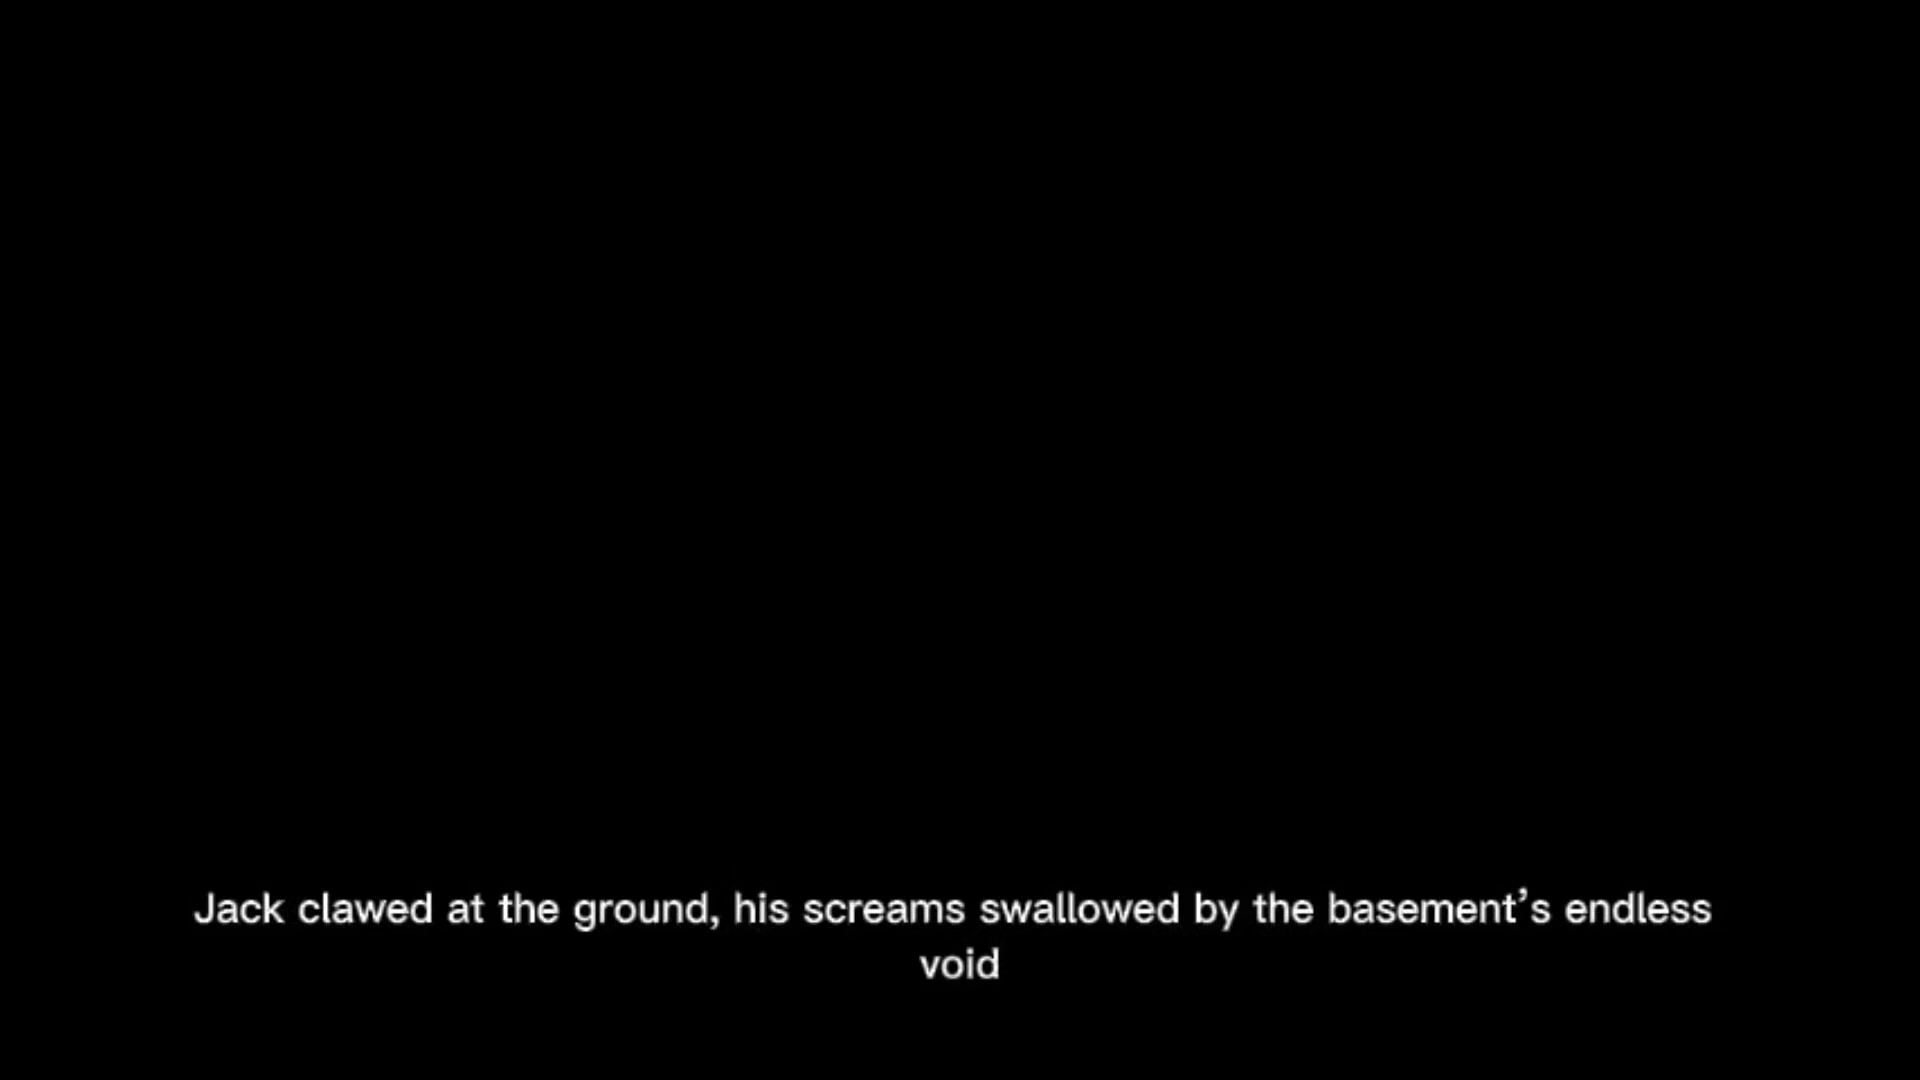 Jack clawed at the ground, his screams swallowed by the basement’s endless
void